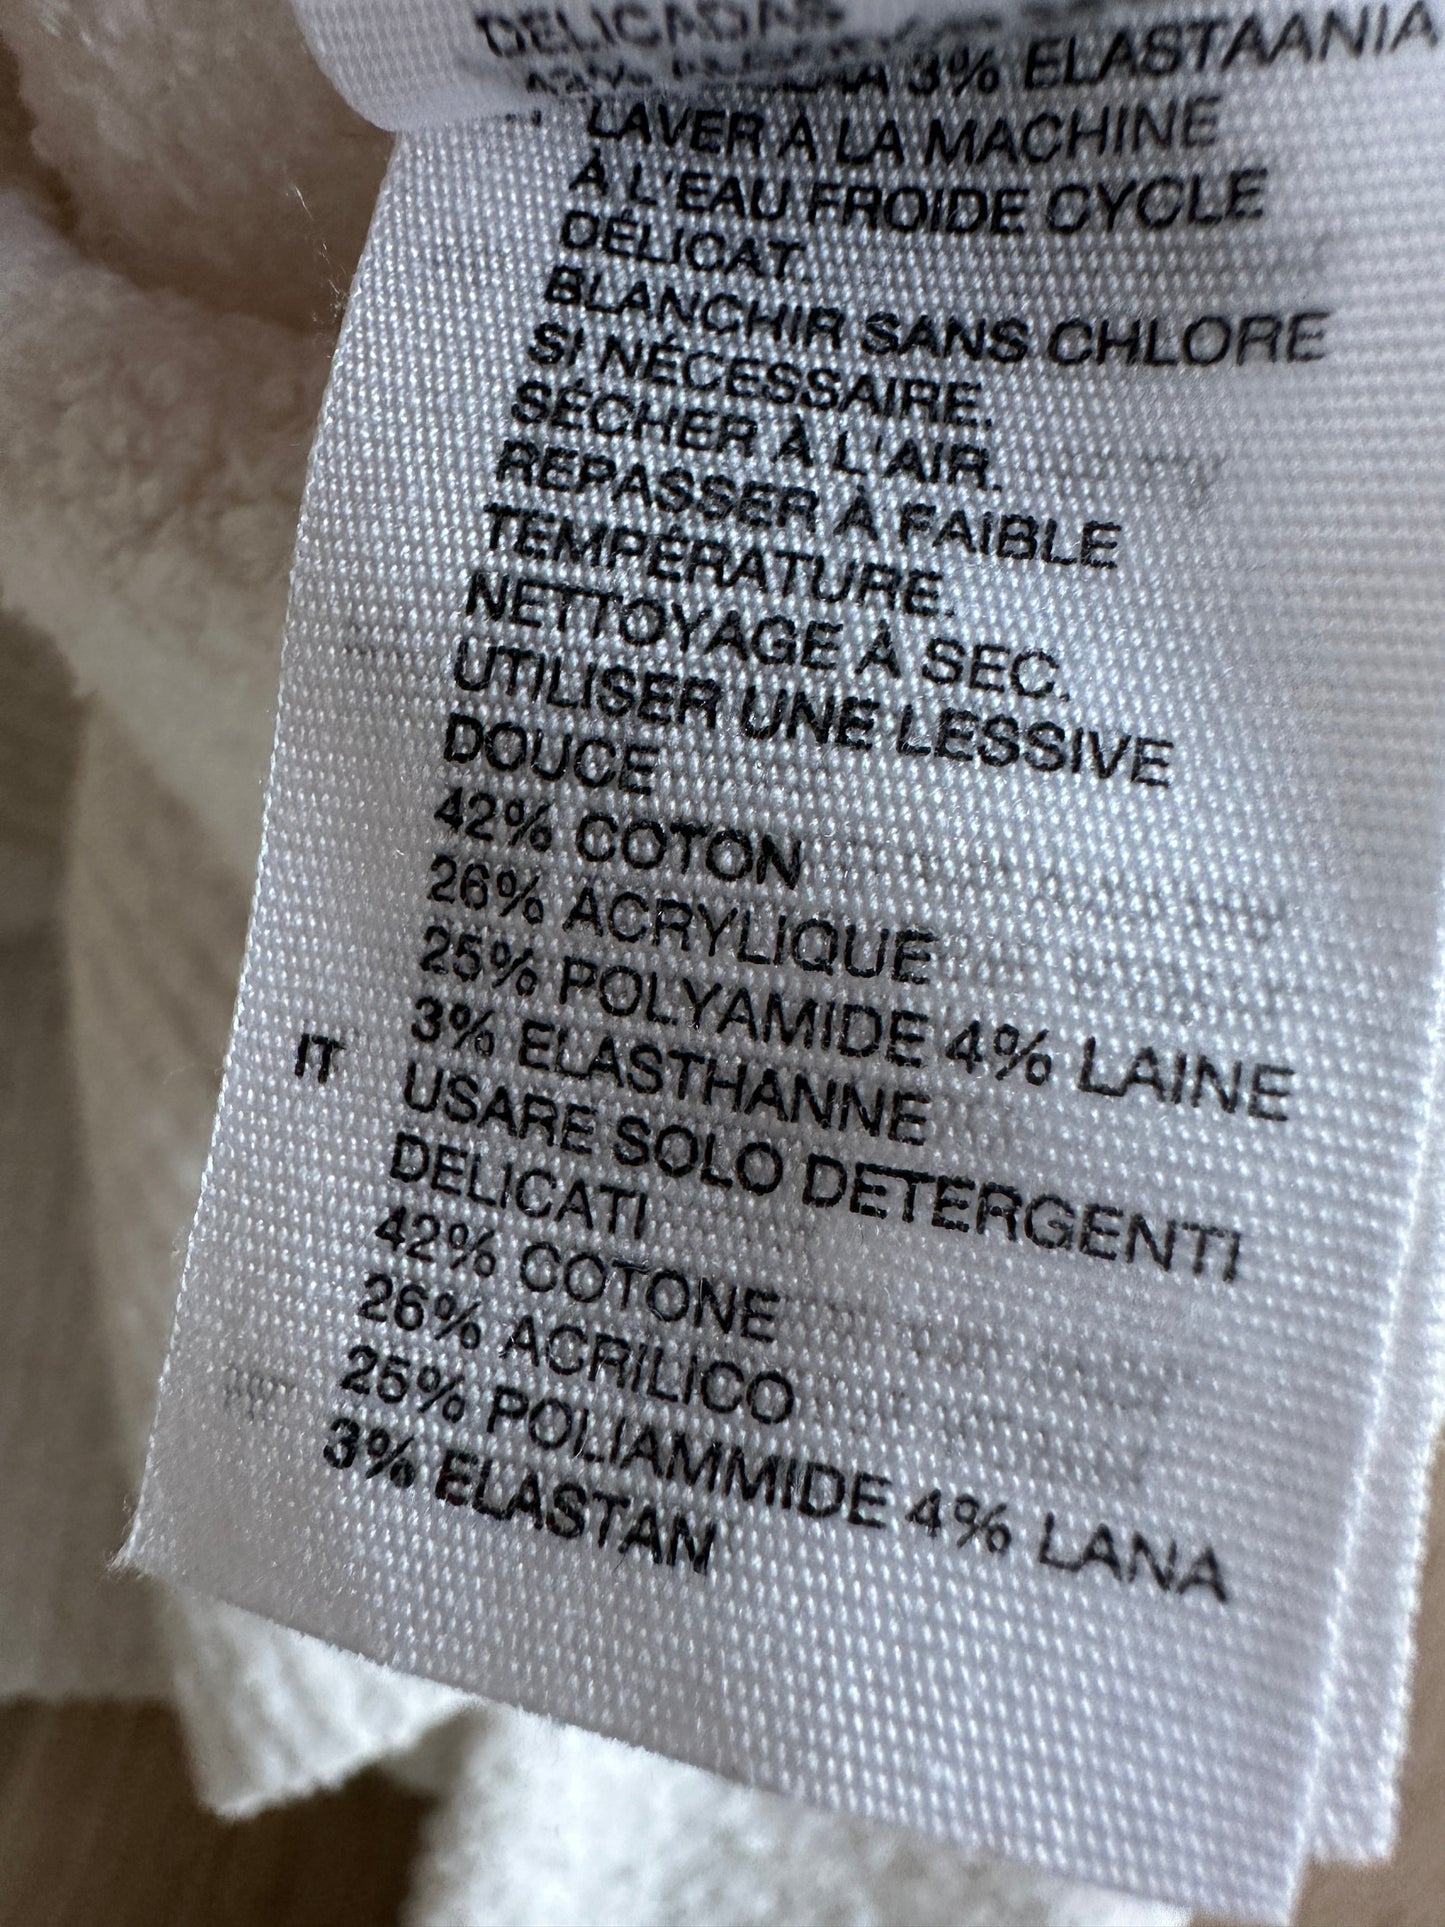 DELICADAS
3% ELASTAANIA
LAVER À LA MACHINE
À L'EAU FROIDE CYCLE
DÉLICAT.
BLANCHIR SANS CHLORE
SI NÉCESSAIRE.
SÉCHER À L'AIR.
REPASSER À FAIBLE
TEMPÉRATURE.
NETTOYAGE À SEC.
UTILISER UNE LESSIVE
DOUCE
42% COTON
26% ACRYLIQUE
25% POLYAMIDE 4% LAINE
3% ELASTHANNE
IT USARE SOLO DETERGENTI
DELICATI
42% COTONE
26% ACRILICO
25% POLIAMMIDE 4% LANA
3% ELASTAN